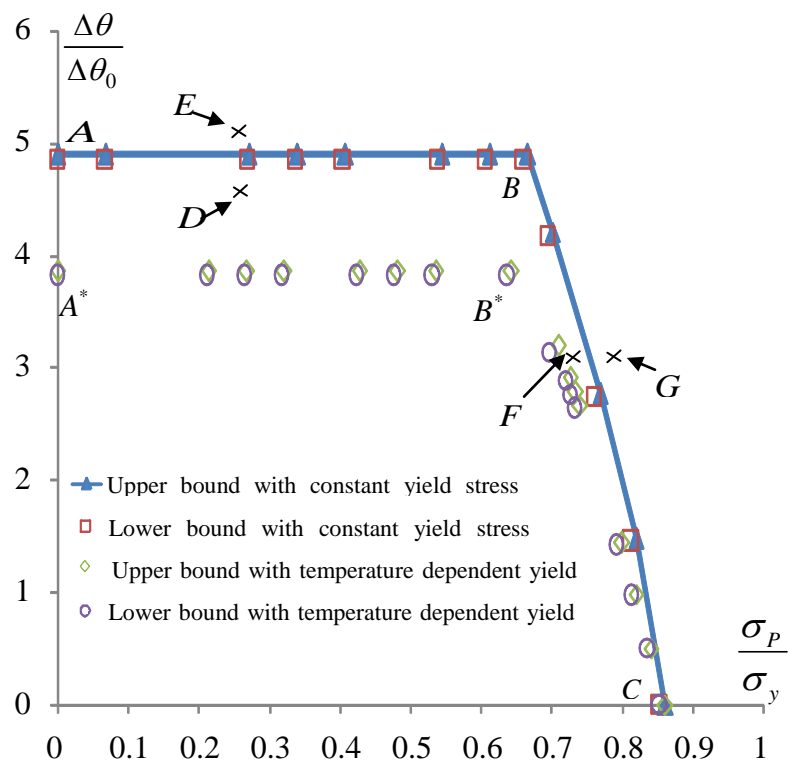 6
Δθ
Δθ₀
E
5
A
B
D
4
A*
B*
3
F
G
2
Upper bound with constant yield stress
Lower bound with constant yield stress
Upper bound with temperature dependent yield
Lower bound with temperature dependent yield
1
σ_P
σ_y
C
0
0 0.1 0.2 0.3 0.4 0.5 0.6 0.7 0.8 0.9 1